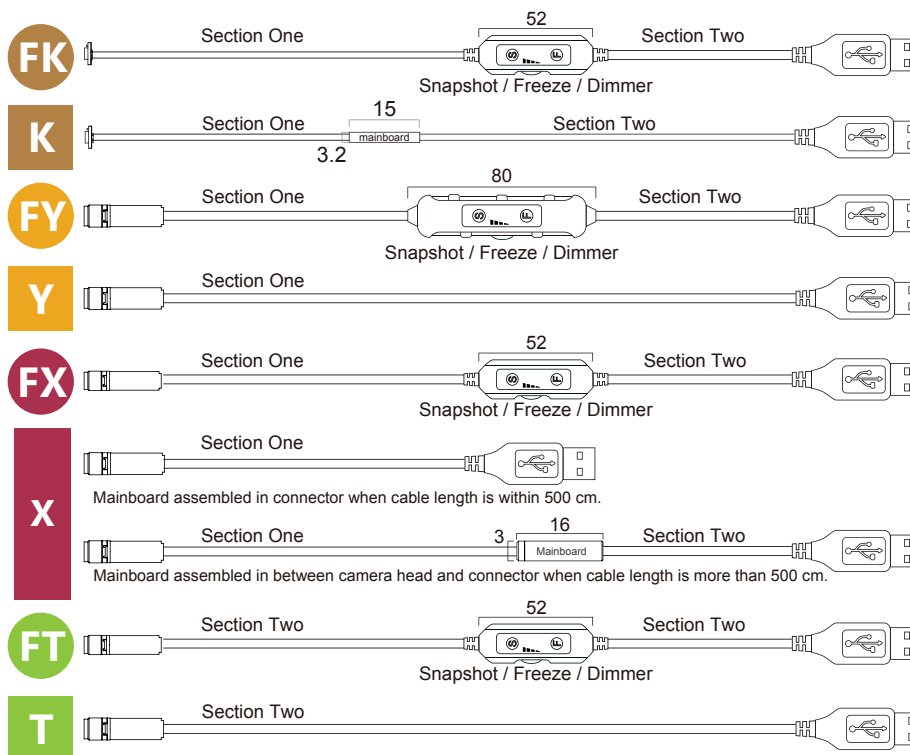 52
FK
Section One
Section Two
S F
Snapshot / Freeze / Dimmer
15
K
Section One
mainboard
Section Two
3.2
80
FY
Section One
Section Two
S F
Snapshot / Freeze / Dimmer
Y
Section One
52
FX
Section One
Section Two
S F
Snapshot / Freeze / Dimmer
X
Section One
Mainboard assembled in connector when cable length is within 500 cm.
16
Section One
3
Mainboard
Section Two
Mainboard assembled in between camera head and connector when cable length is more than 500 cm.
52
FT
Section Two
Section Two
S F
Snapshot / Freeze / Dimmer
T
Section Two